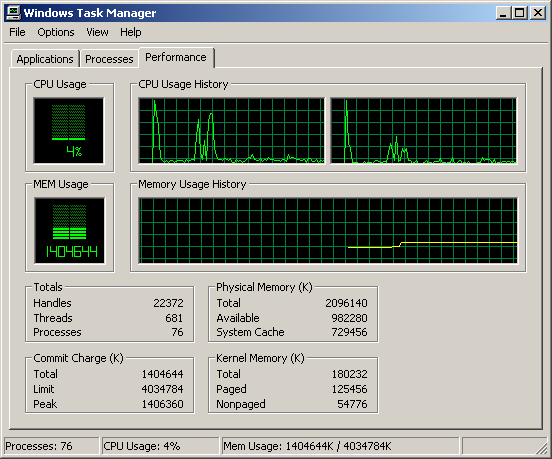 Windows Task Manager
File Options View Help
Applications Processes Performance
CPU Usage CPU Usage History
4%
MEM Usage Memory Usage History
1404644
Totals Physical Memory (K)
Handles 22372 Total 2096140
Threads 681 Available 982280
Processes 76 System Cache 729456
Commit Charge (K) Kernel Memory (K)
Total 1404644 Total 180232
Limit 4034784 Paged 125456
Peak 1406360 Nonpaged 54776
Processes: 76 CPU Usage: 4% Mem Usage: 1404644K / 4034784K